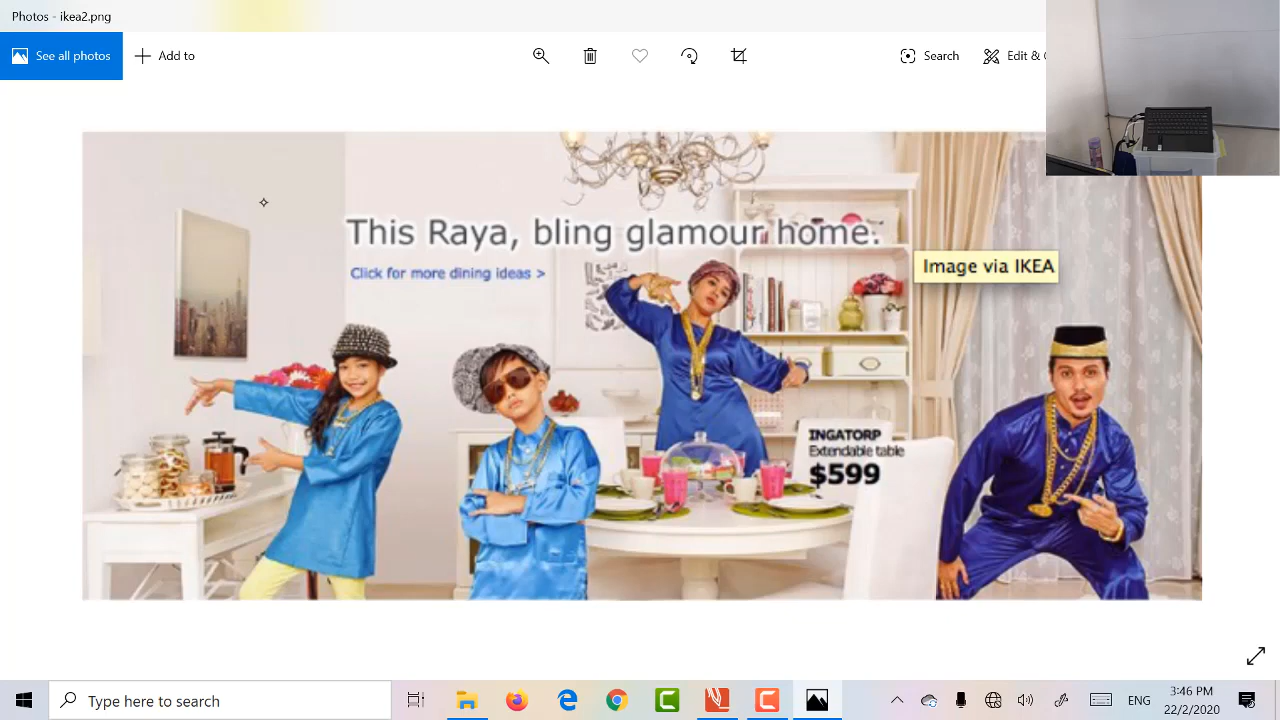 Photos - ikea2.png
See all photos
Add to
Search
Edit &
This Raya, bling glamour home.
Click for more dining ideas >
Image via IKEA
INGATORP
Extendable table
$599
Type here to search
ENG
3:46 PM
22/2/2020